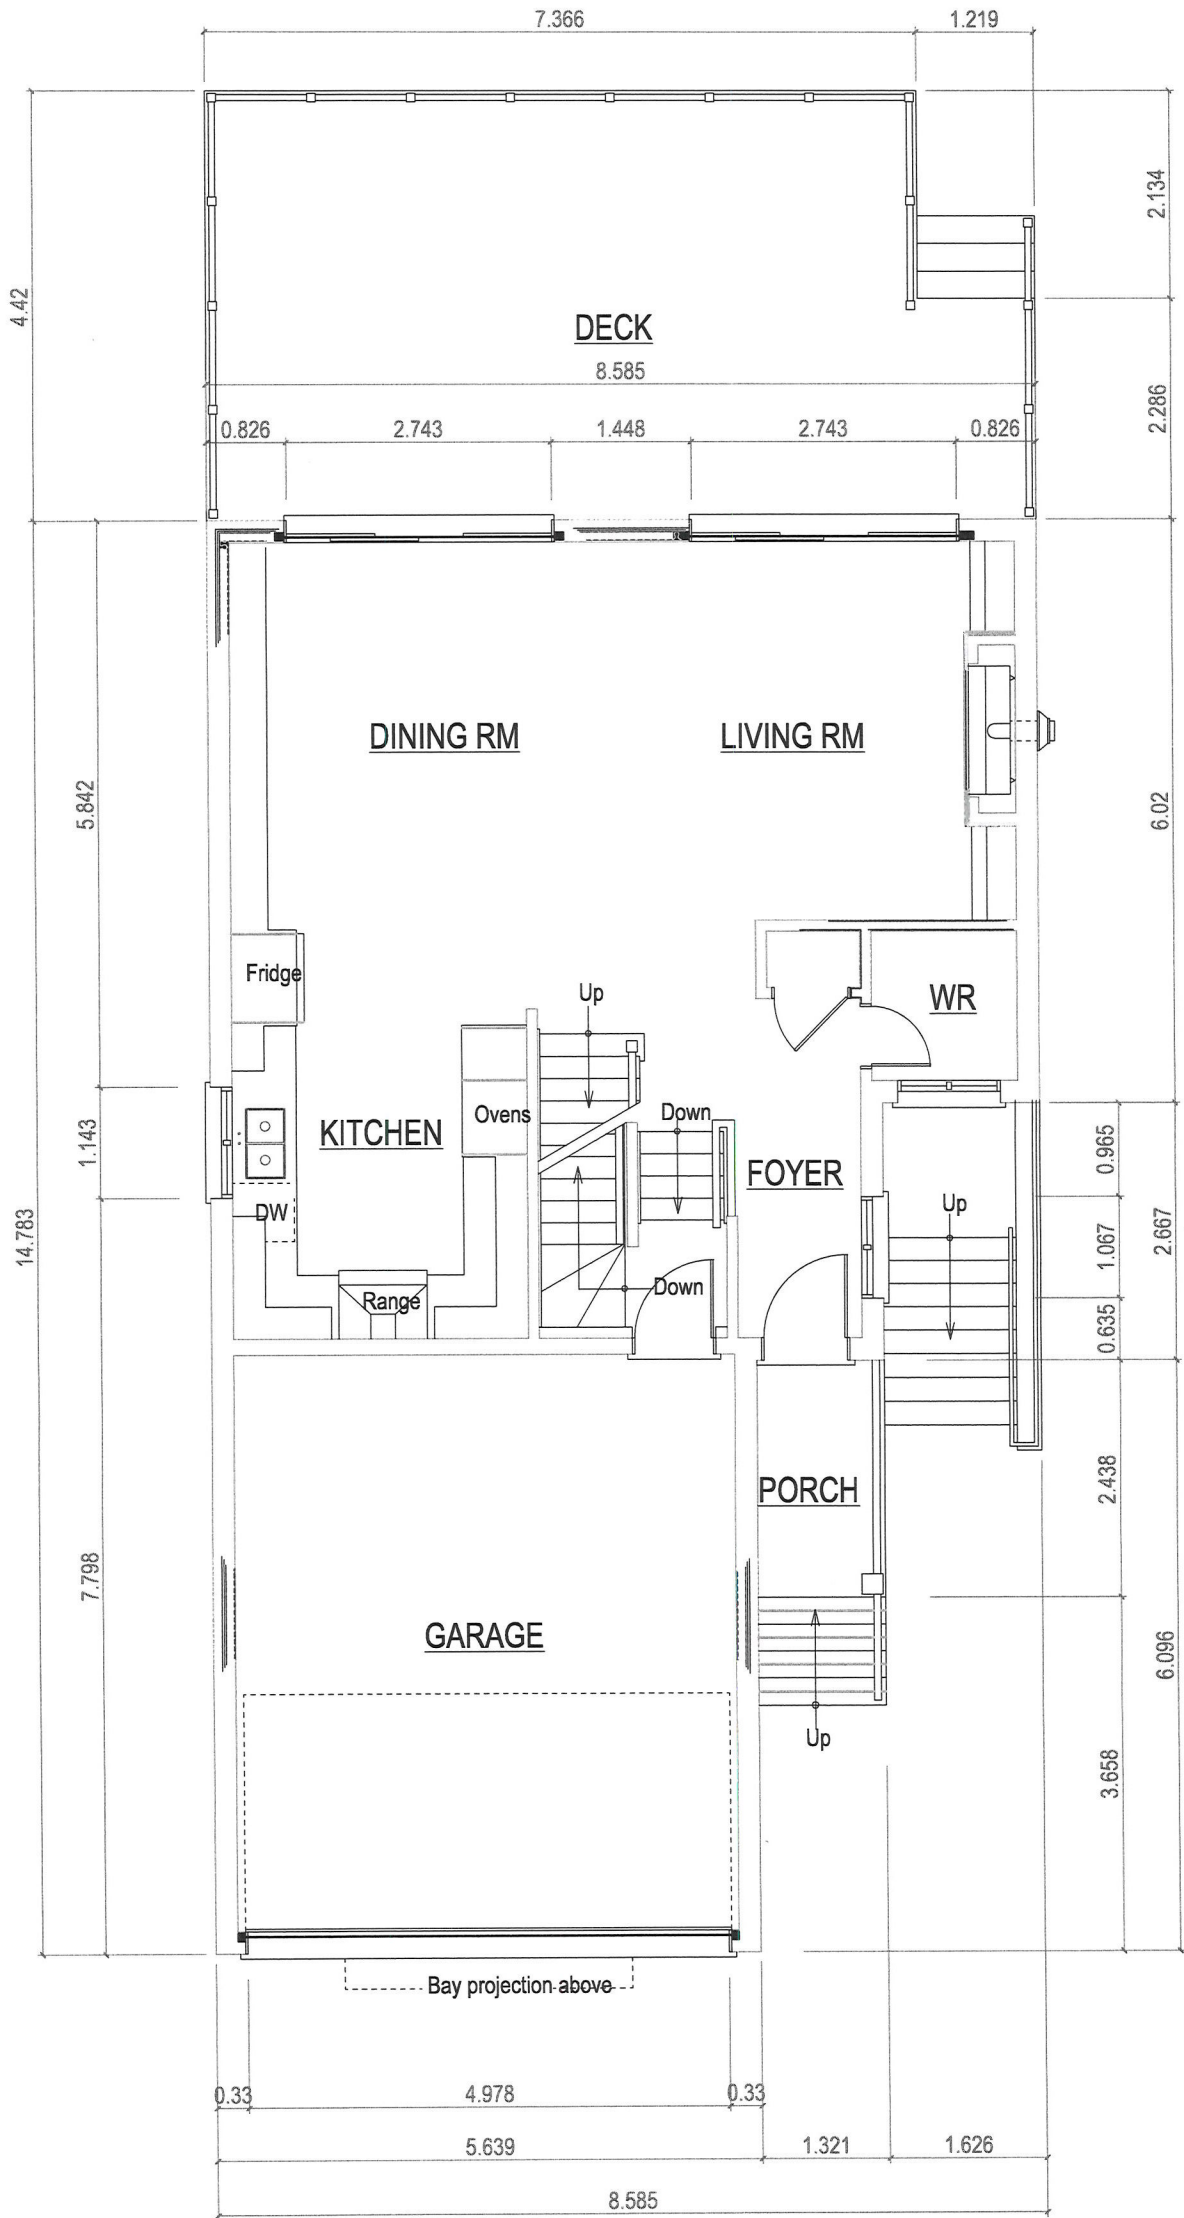 7.366
1.219
2.134
4.42
DECK
8.585
2.286
0.826
2.743
1.448
2.743
0.826
DINING RM
LIVING RM
5.842
6.02
Fridge
Up
WR
Ovens
Down
KITCHEN
1.143
0.965
FOYER
DW
Up
14.783
1.067
2.667
Down
Range
0.635
PORCH
2.438
7.798
GARAGE
6.096
Up
3.658
Bay projection above
0.33
4.978
0.33
5.639
1.321
1.626
8.585